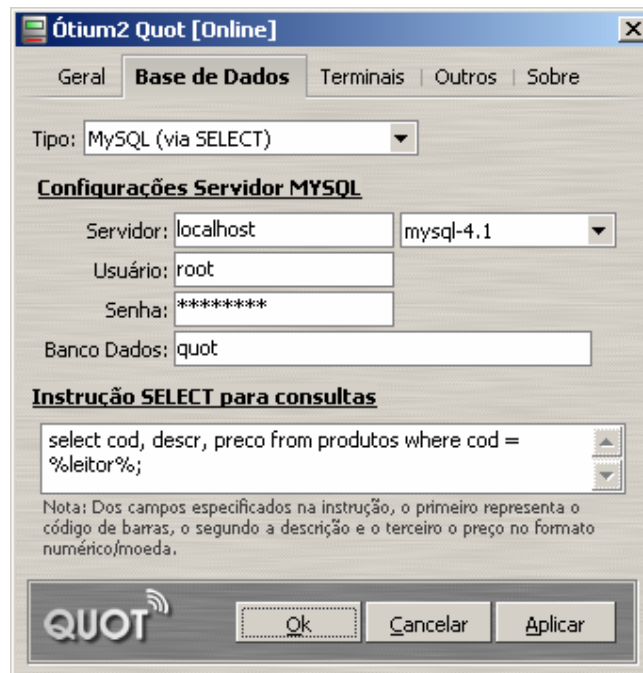 Ótium2 Quot [Online]
Geral Base de Dados Terminais Outros Sobre
Tipo: MySQL (via SELECT)
Configurações Servidor MYSQL
Servidor: localhost mysql-4.1
Usuário: root
Senha: ********
Banco Dados: quot
Instrução SELECT para consultas
select cod, descr, preco from produtos where cod =
%leitor%;
Nota: Dos campos especificados na instrução, o primeiro representa o
código de barras, o segundo a descrição e o terceiro o preço no formato
numérico/moeda.
QUOT Ok Cancelar Aplicar